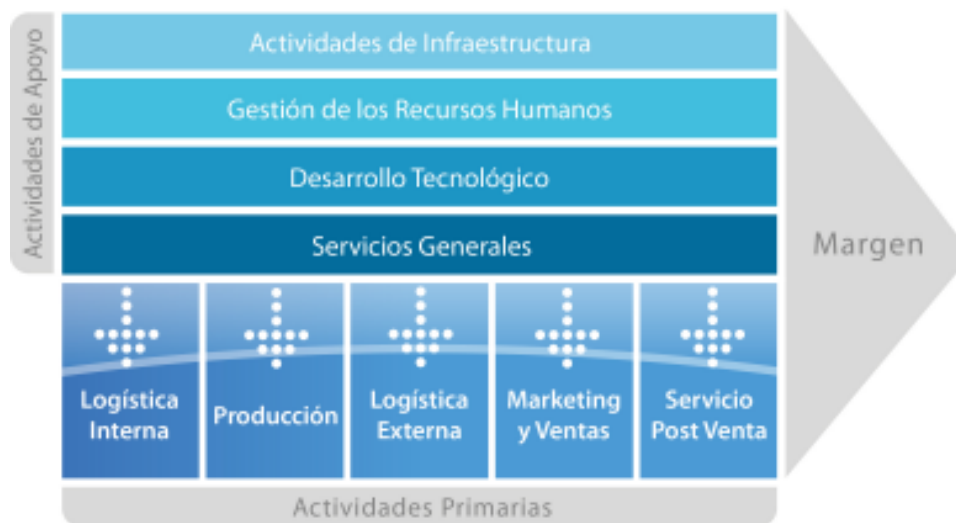 Actividades de Apoyo
Actividades de Infraestructura
Gestión de los Recursos Humanos
Desarrollo Tecnológico
Servicios Generales
Margen
Logística
Interna
Producción
Logística
Externa
Marketing
y Ventas
Servicio
Post Venta
Actividades Primarias